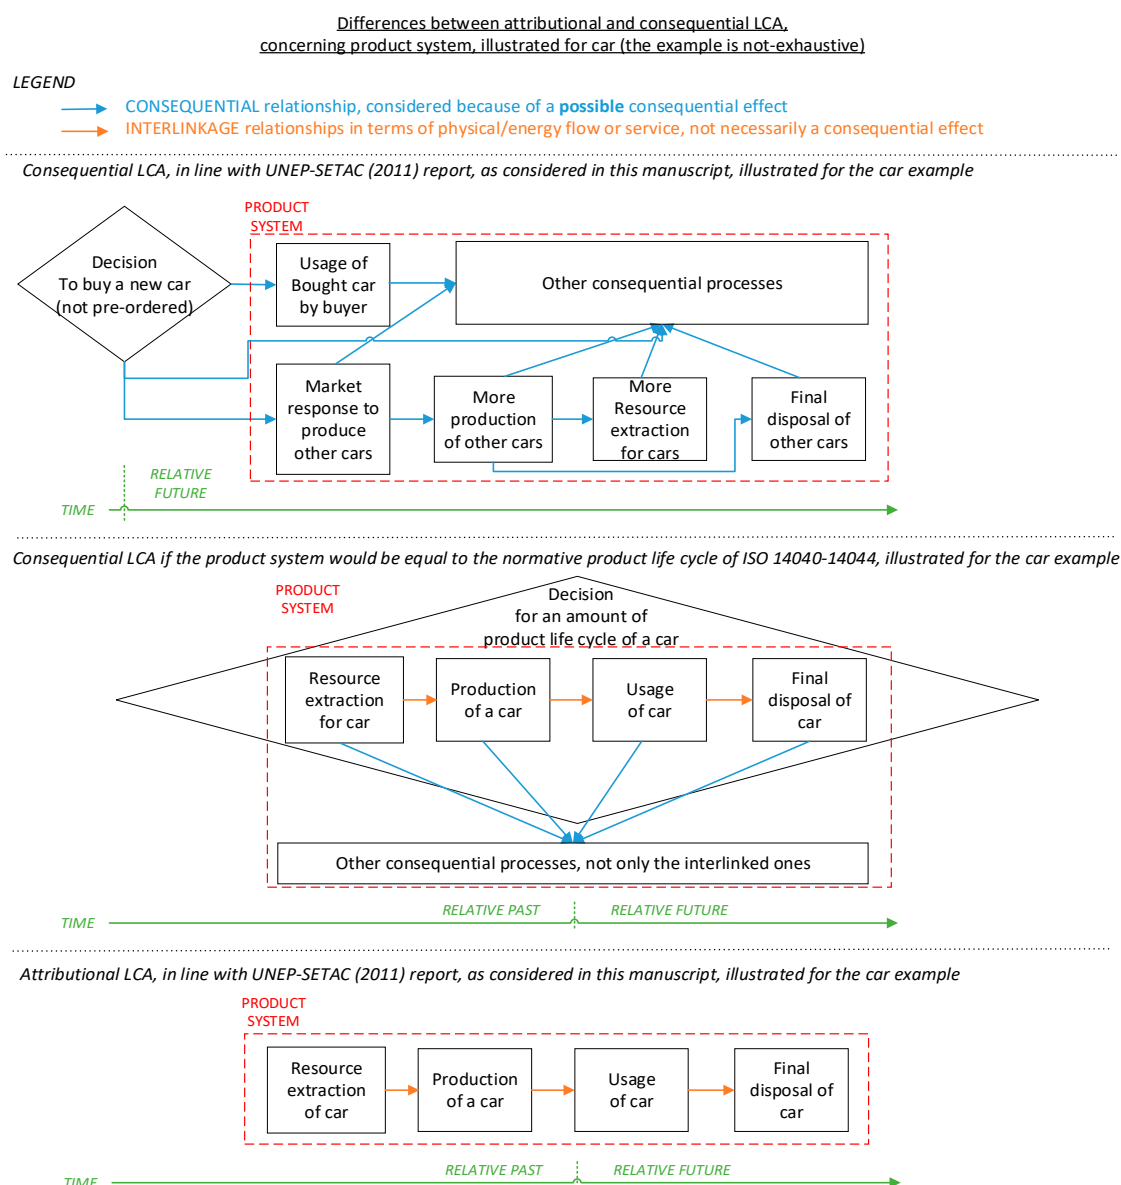 Differences between attributional and consequential LCA,
concerning product system, illustrated for car (the example is not-exhaustive)
LEGEND
CONSEQUENTIAL relationship, considered because of a possible consequential effect
INTERLINKAGE relationships in terms of physical/energy flow or service, not necessarily a consequential effect
Consequential LCA, in line with UNEP-SETAC (2011) report, as considered in this manuscript, illustrated for the car example
PRODUCT
SYSTEM
Decision
To buy a new car
(not pre-ordered)
Usage of
Bought car
by buyer
Other consequential processes
Market
response to
produce
other cars
More
production
of other cars
More
Resource
extraction
for cars
Final
disposal of
other cars
RELATIVE
FUTURE
TIME
Consequential LCA if the product system would be equal to the normative product life cycle of ISO 14040-14044, illustrated for the car example
PRODUCT
SYSTEM
Decision
for an amount of
product life cycle of a car
Resource
extraction
for car
Production
of a car
Usage
of car
Final
disposal of
car
Other consequential processes, not only the interlinked ones
RELATIVE PAST
RELATIVE FUTURE
TIME
Attributional LCA, in line with UNEP-SETAC (2011) report, as considered in this manuscript, illustrated for the car example
PRODUCT
SYSTEM
Resource
extraction
of car
Production
of a car
Usage
of car
Final
disposal of
car
RELATIVE PAST
RELATIVE FUTURE
TIME